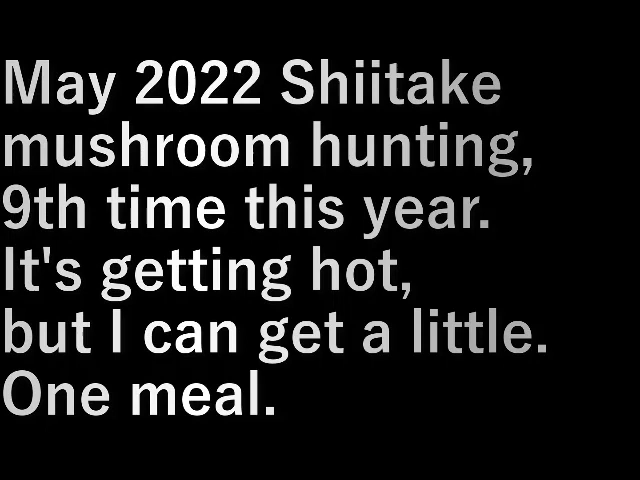 May 2022 Shiitake
mushroom hunting,
9th time this year.
It's getting hot,
but I can get a little.
One meal.